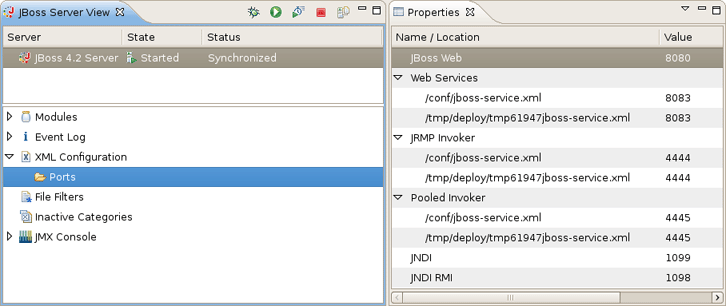 JBoss Server View
Server State Status
JBoss 4.2 Server Started Synchronized
Modules
Event Log
XML Configuration
Ports
File Filters
Inactive Categories
JMX Console
Properties
Name / Location Value
JBoss Web 8080
Web Services
/conf/jboss-service.xml 8083
/tmp/deploy/tmp61947jboss-service.xml 8083
JRMP Invoker
/conf/jboss-service.xml 4444
/tmp/deploy/tmp61947jboss-service.xml 4444
Pooled Invoker
/conf/jboss-service.xml 4445
/tmp/deploy/tmp61947jboss-service.xml 4445
JNDI 1099
JNDI RMI 1098